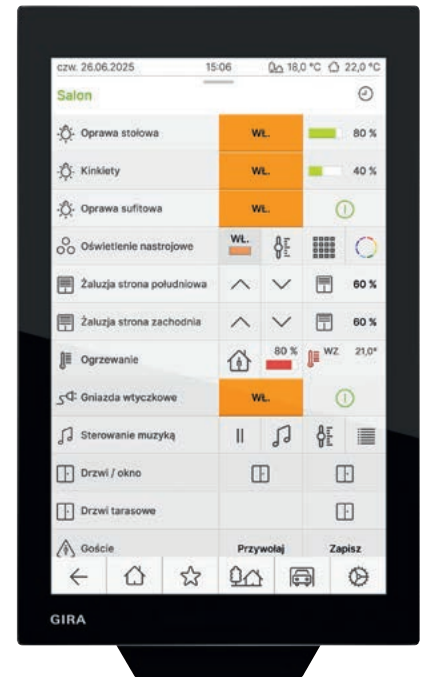 czw. 26.06.2025 15:06 18,0 °C 22,0 °C
Salon
Oprawa stołowa WŁ. 80 %
Kinkiety WŁ. 40 %
Oprawa sufitowa WŁ.
Oświetlenie nastrojowe WŁ.
Żaluzja strona południowa 60 %
Żaluzja strona zachodnia 60 %
Ogrzewanie 80 % WZ 21,0°
Gniazda wtyczkowe WŁ.
Sterowanie muzyką
Drzwi / okno
Drzwi tarasowe
Goście Przywołaj Zapisz
GIRA